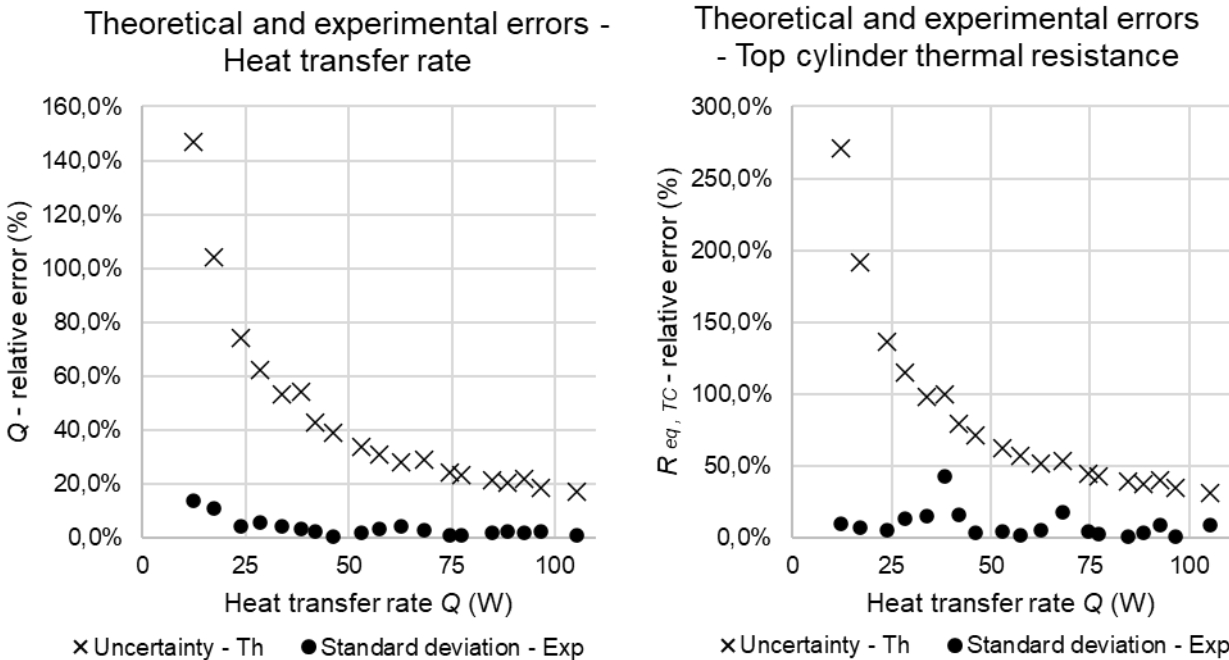 Theoretical and experimental errors -
Heat transfer rate
160,0%
140,0%
120,0%
100,0%
80,0%
60,0%
40,0%
20,0%
0,0%
Q - relative error (%)
0
25
50
75
100
Heat transfer rate Q (W)
Uncertainty - Th
Standard deviation - Exp
Theoretical and experimental errors
- Top cylinder thermal resistance
300,0%
250,0%
200,0%
150,0%
100,0%
50,0%
0,0%
R eq , TC - relative error (%)
0
25
50
75
100
Heat transfer rate Q (W)
Uncertainty - Th
Standard deviation - Exp